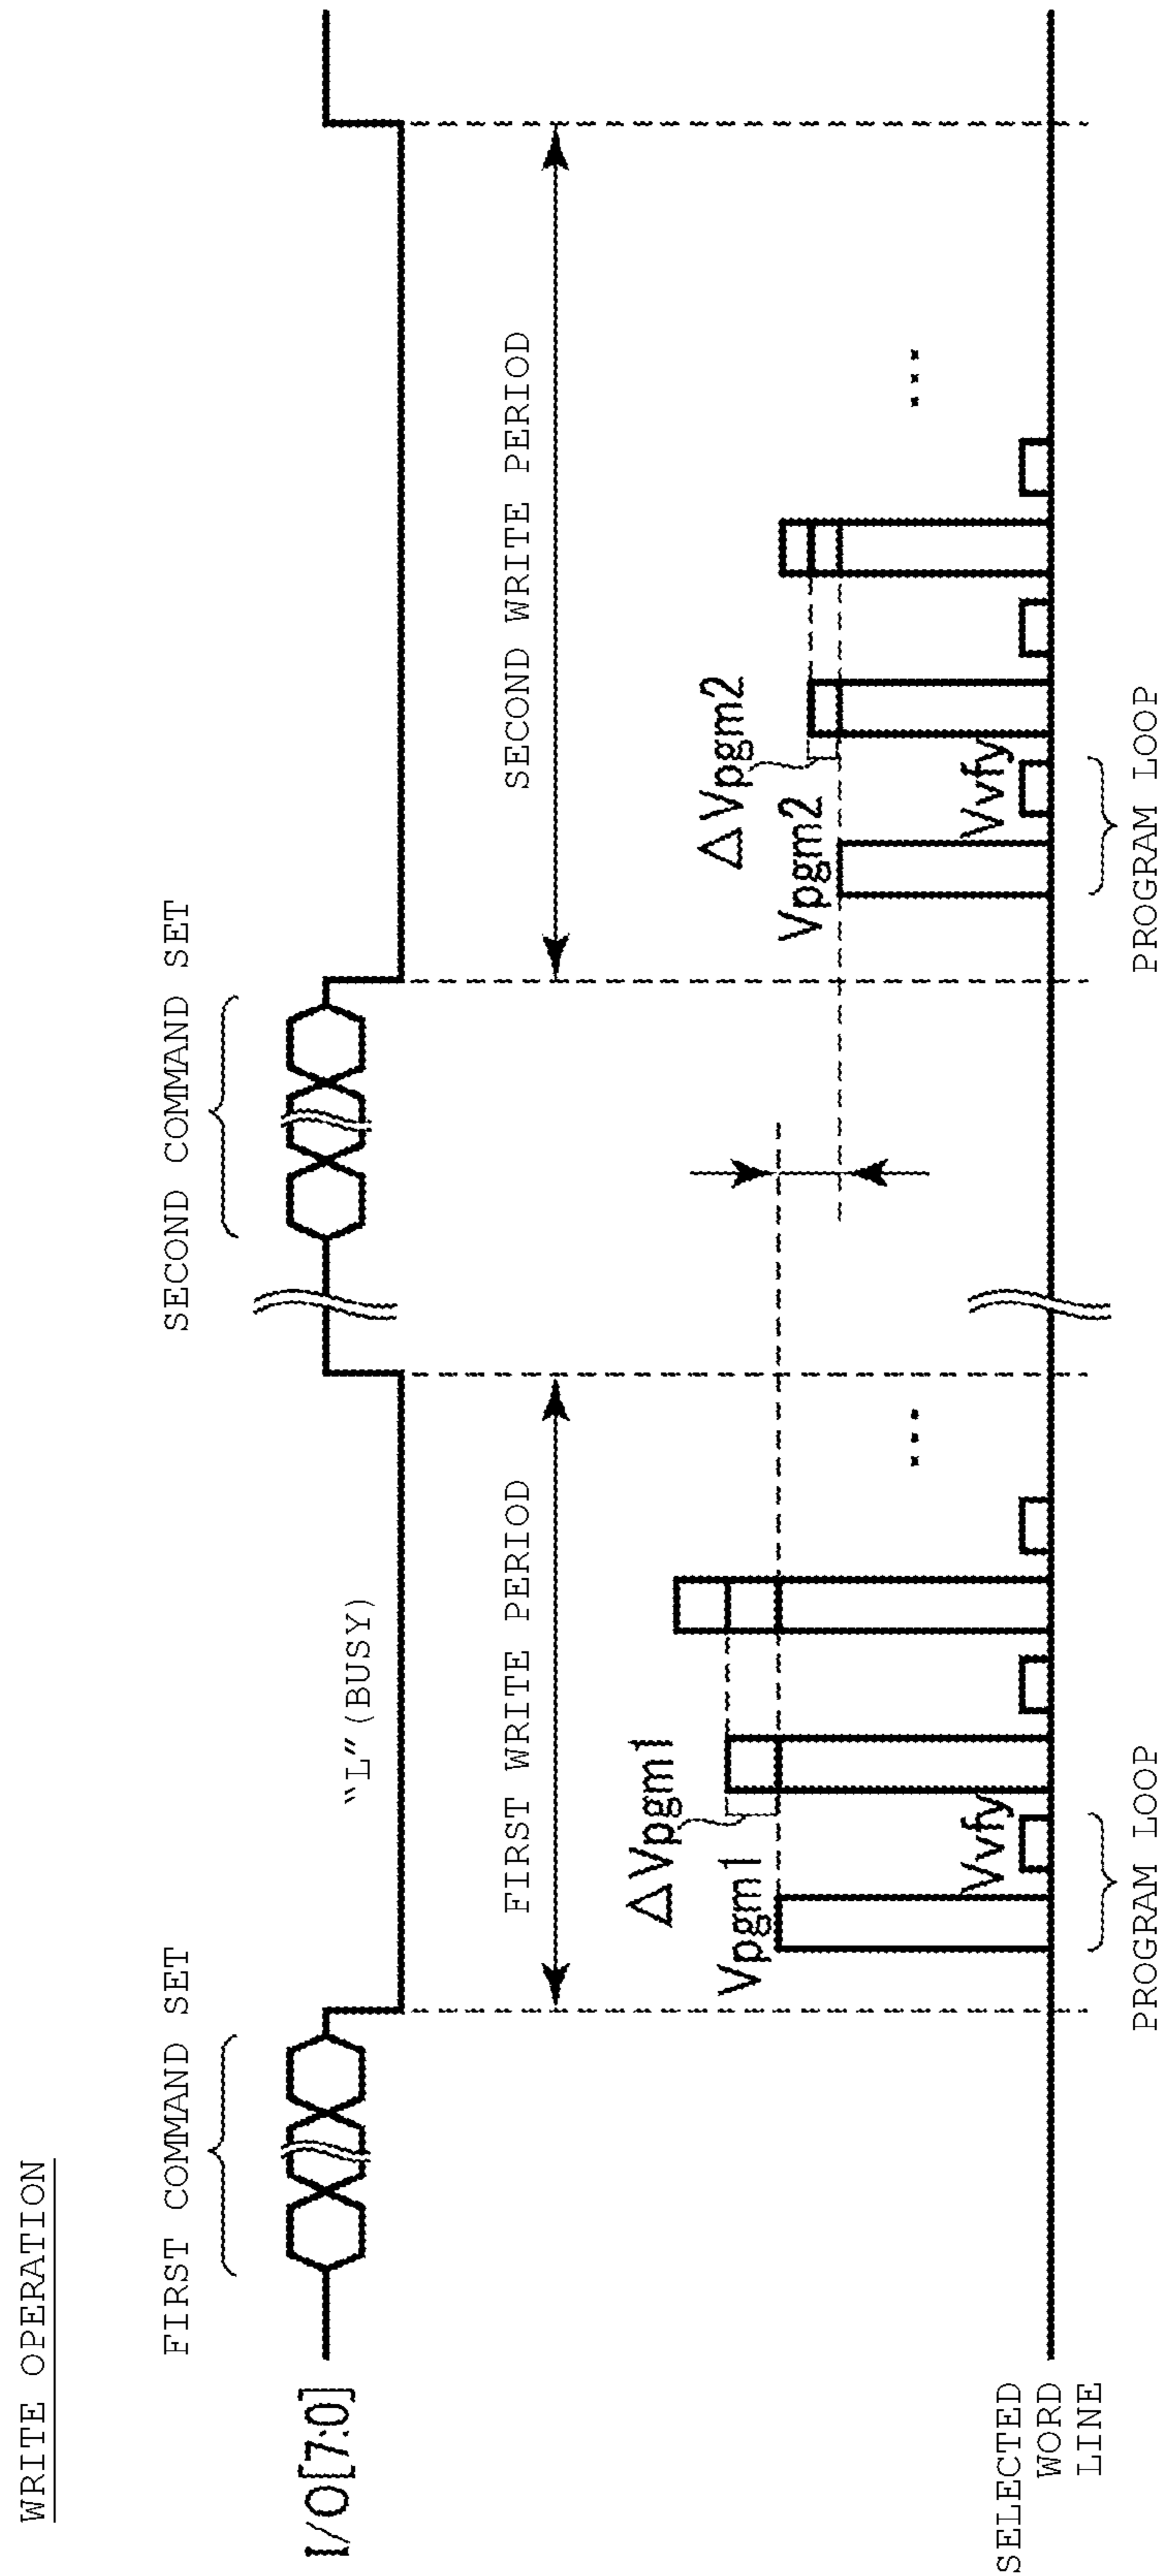 WRITE OPERATION
FIRST COMMAND SET
SECOND COMMAND SET
I/O[7:0]
“L”(BUSY)
FIRST WRITE PERIOD
SECOND WRITE PERIOD
ΔVpgm1
Vpgm1
Vvfy
ΔVpgm2
Vpgm2
Vvfy
...
...
SELECTED
WORD
LINE
PROGRAM LOOP
PROGRAM LOOP